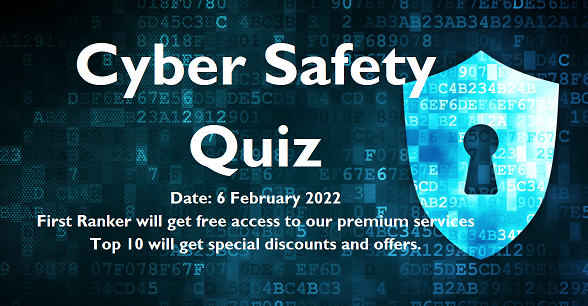 Cyber Safety
Quiz
Date: 6 February 2022
First Ranker will get free access to our premium services
Top 10 will get special discounts and offers.